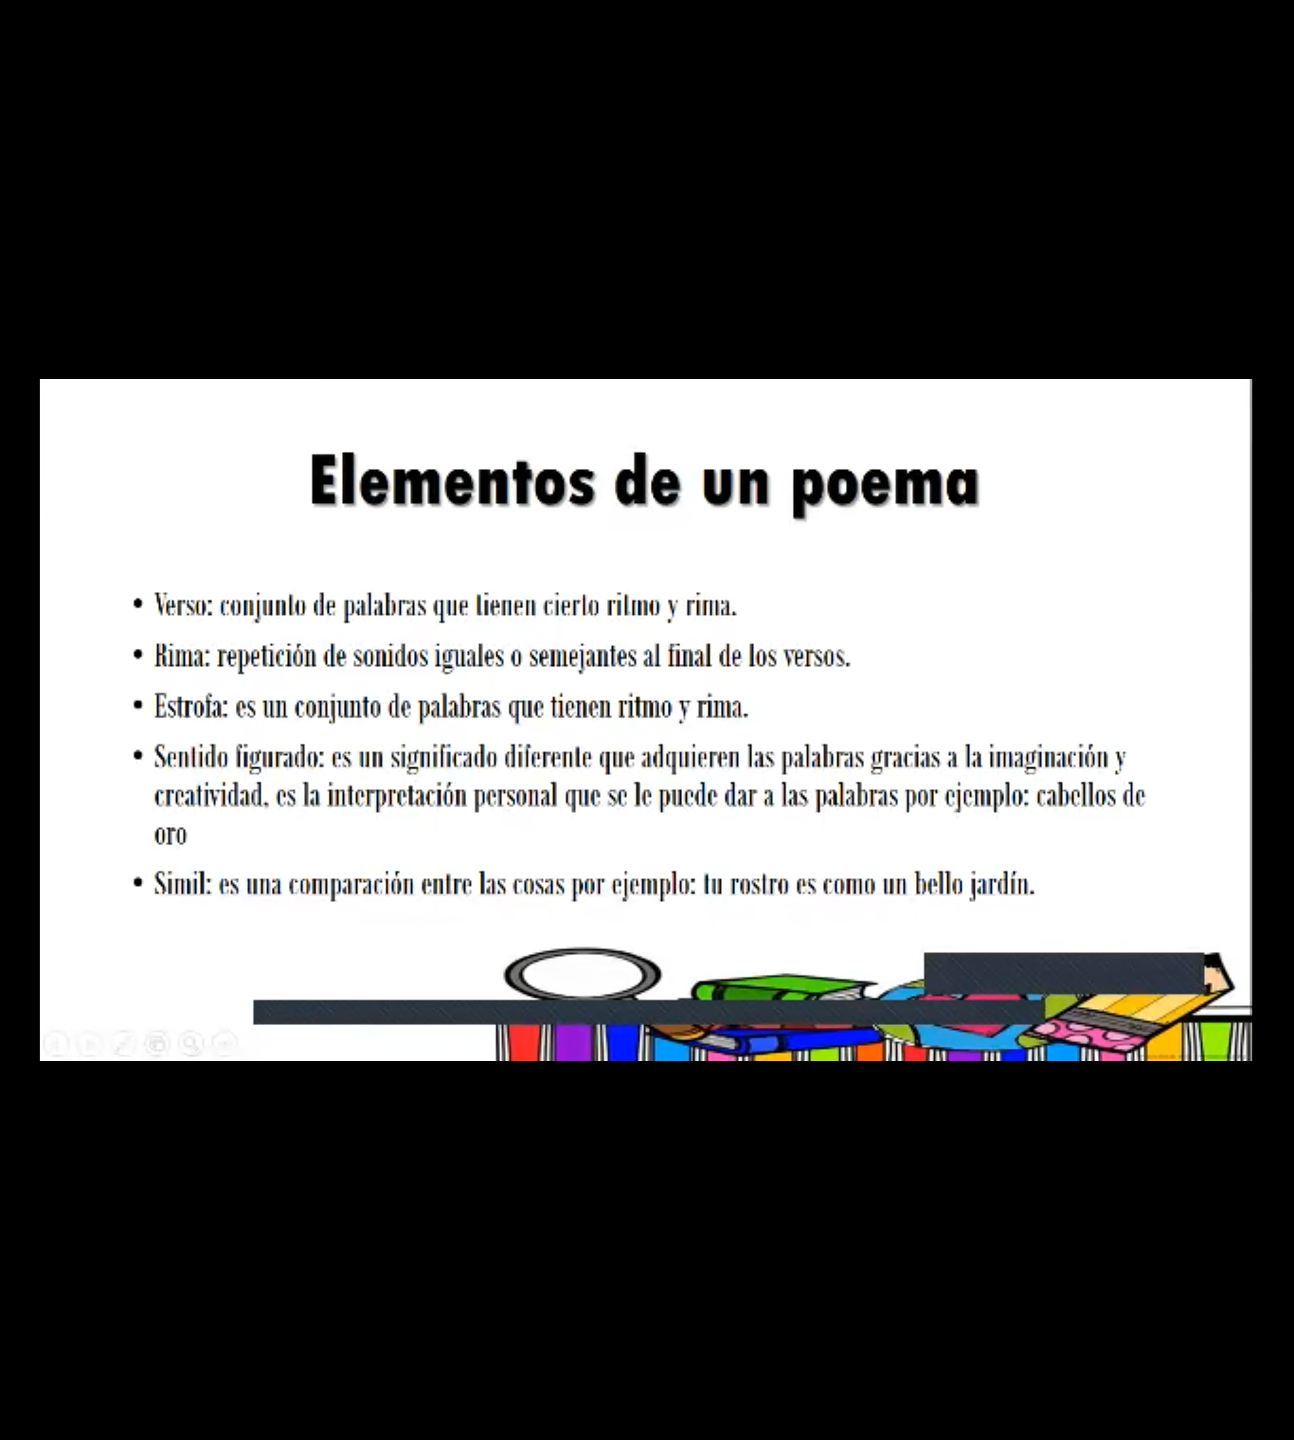 Elementos de un poema
• Verso: conjunto de palabras que tienen cierto ritmo y rima.
• Rima: repetición de sonidos iguales o semejantes al final de los versos.
• Estrofa: es un conjunto de palabras que tienen ritmo y rima.
• Sentido figurado: es un significado diferente que adquieren las palabras gracias a la imaginación y
creatividad, es la interpretación personal que se le puede dar a las palabras por ejemplo: cabellos de
oro
• Simil: es una comparación entre las cosas por ejemplo: tu rostro es como un bello jardín.